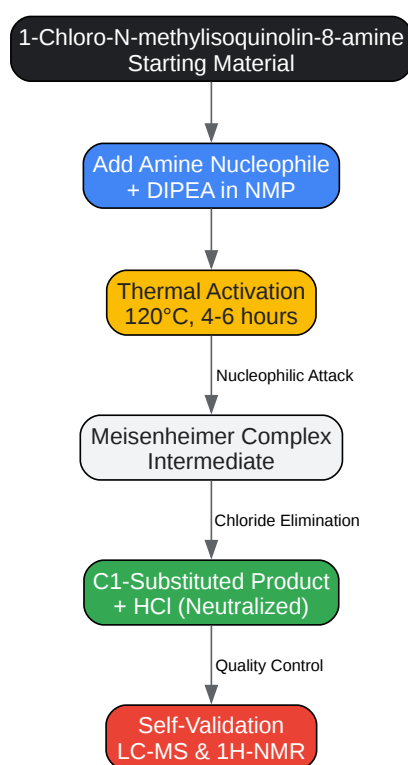 1-Chloro-N-methylisoquinolin-8-amine
Starting Material
Add Amine Nucleophile
+ DIPEA in NMP
Thermal Activation
120°C, 4-6 hours
Nucleophilic Attack
Meisenheimer Complex
Intermediate
Chloride Elimination
C1-Substituted Product
+ HCl (Neutralized)
Quality Control
Self-Validation
LC-MS & 1H-NMR